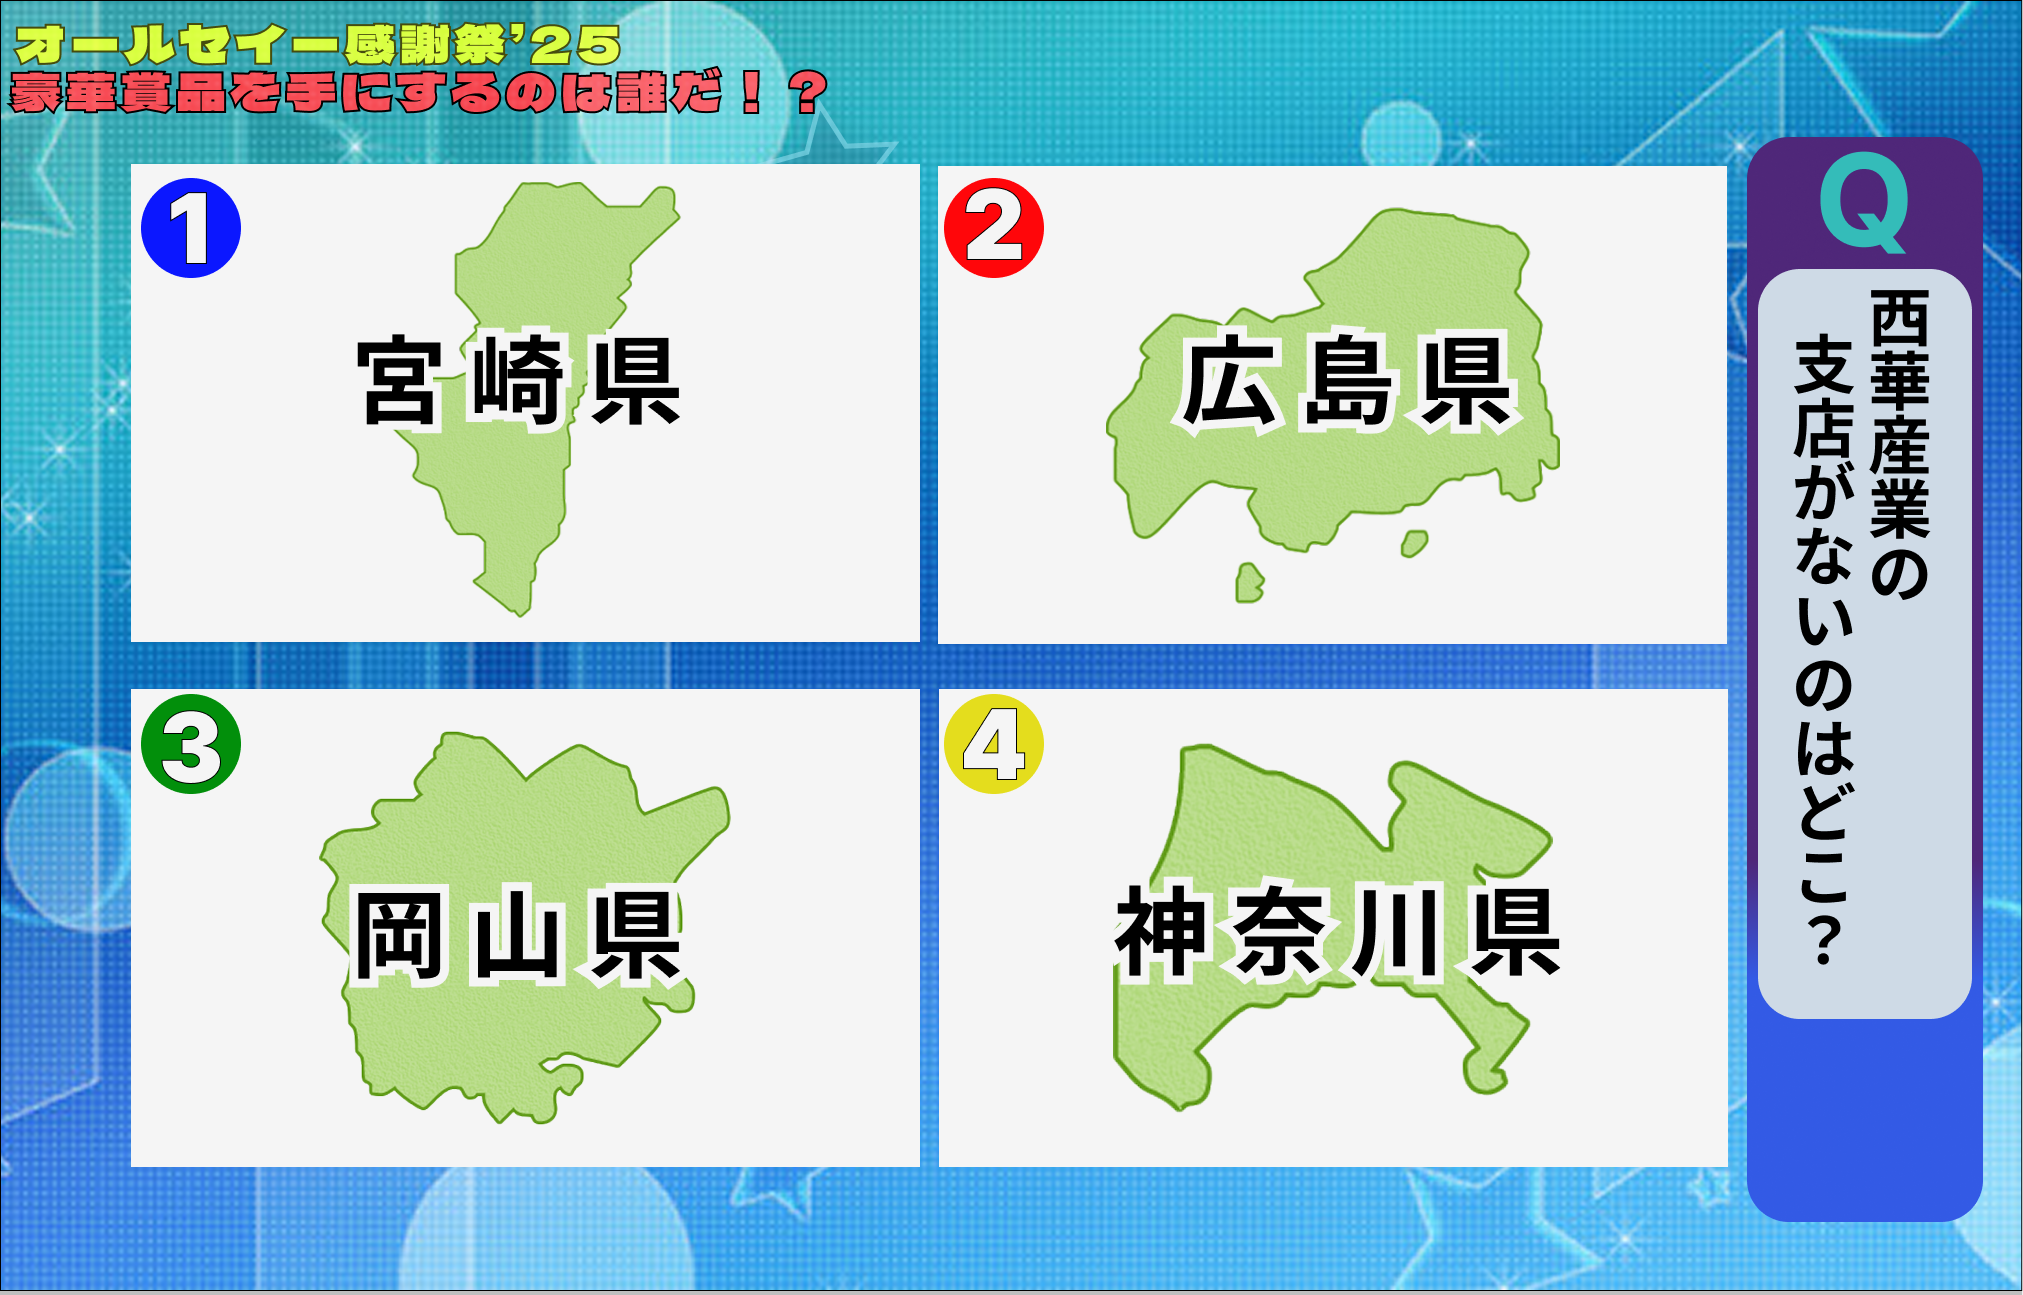 オールセイー感謝祭’25
豪華賞品を手にするのは誰だ！？
Q
西華産業の
支店がないのはどこ？
1
宮崎県
2
広島県
3
岡山県
4
神奈川県